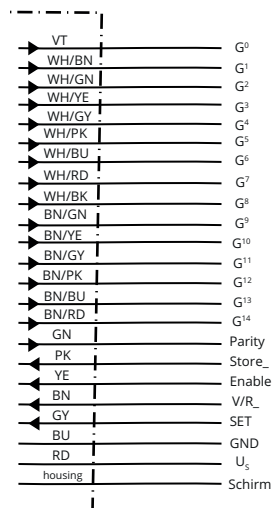 VT G⁰
WH/BN G¹
WH/GN G²
WH/YE G³
WH/GY G⁴
WH/PK G⁵
WH/BU G⁶
WH/RD G⁷
WH/BK G⁸
BN/GN G⁹
BN/YE G¹⁰
BN/GY G¹¹
BN/PK G¹²
BN/BU G¹³
BN/RD G¹⁴
GN Parity
PK Store_
YE Enable
BN V/R_
GY SET
BU GND
RD Uₛ
housing Schirm